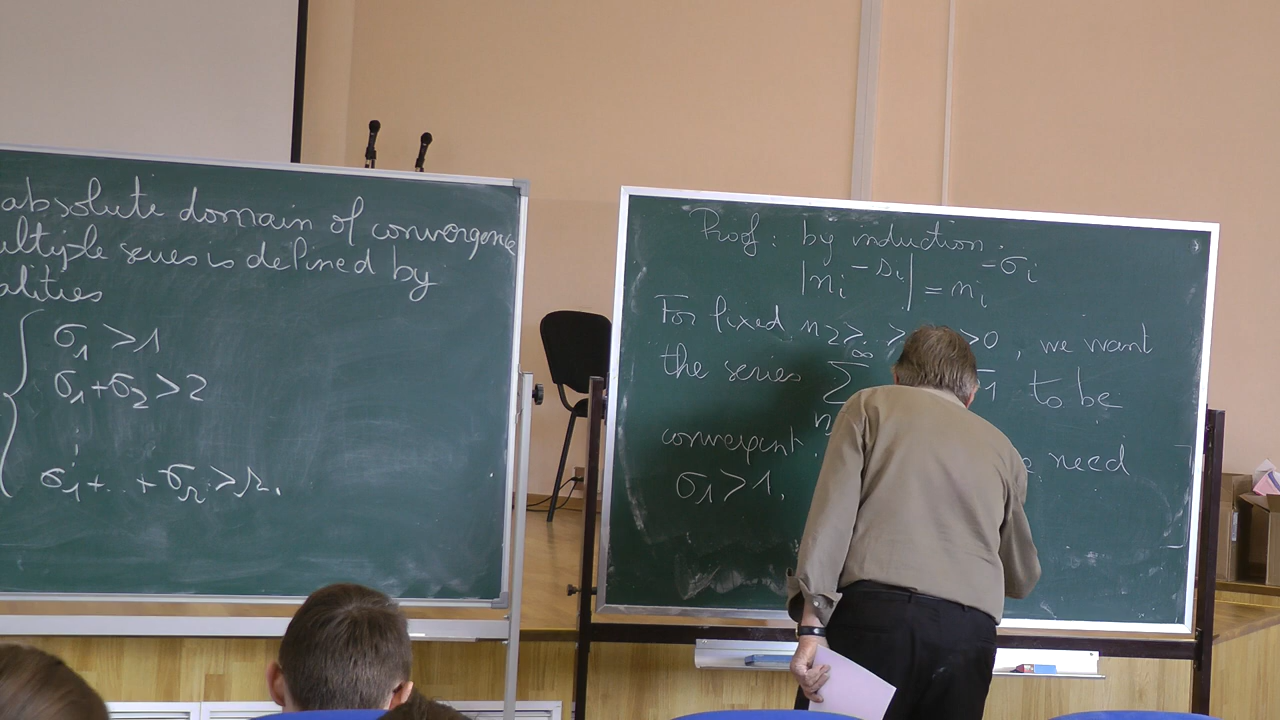 absolute domain of convergence
ultiple series is defined by
alities
σ₁ > 1
σ₁ + σ₂ > 2
⋮
σ₁ + .. + σᵣ > r.
Proof : by induction .
|nᵢ^{-sᵢ}| = nᵢ^{-σᵢ}
For fixed n₂ > . > > 0 , we want
the series ∑ ∞ n 1 to be
convergent . need
σ₁ > 1.